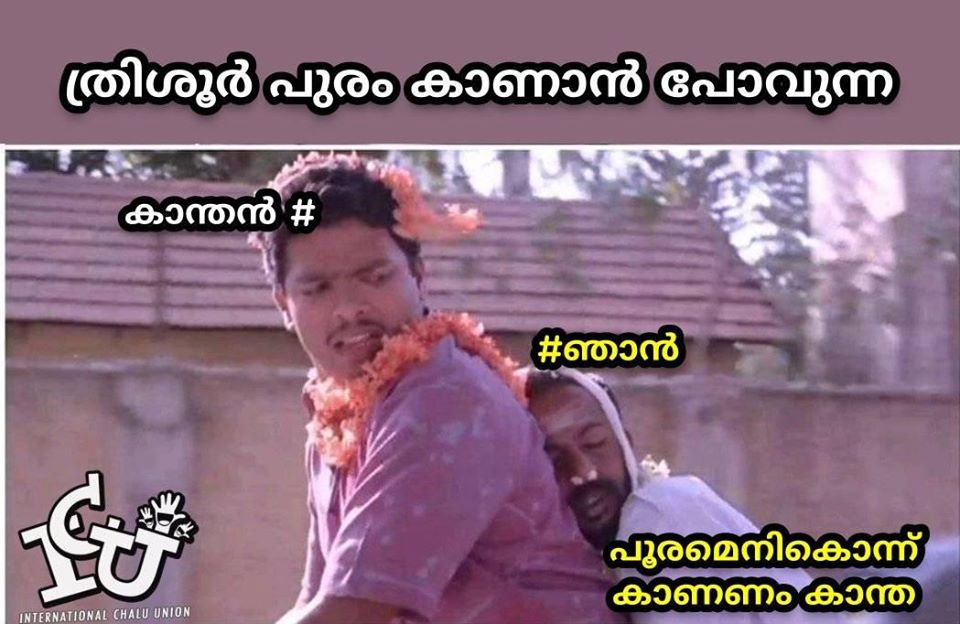 ത്രിശൂർ പുരം കാണാൻ പോവുന്ന
കാന്തൻ #
#ഞാൻ
പൂരമെനികൊന്ന്
കാണണം കാന്ത
ICU
INTERNATIONAL CHALU UNION